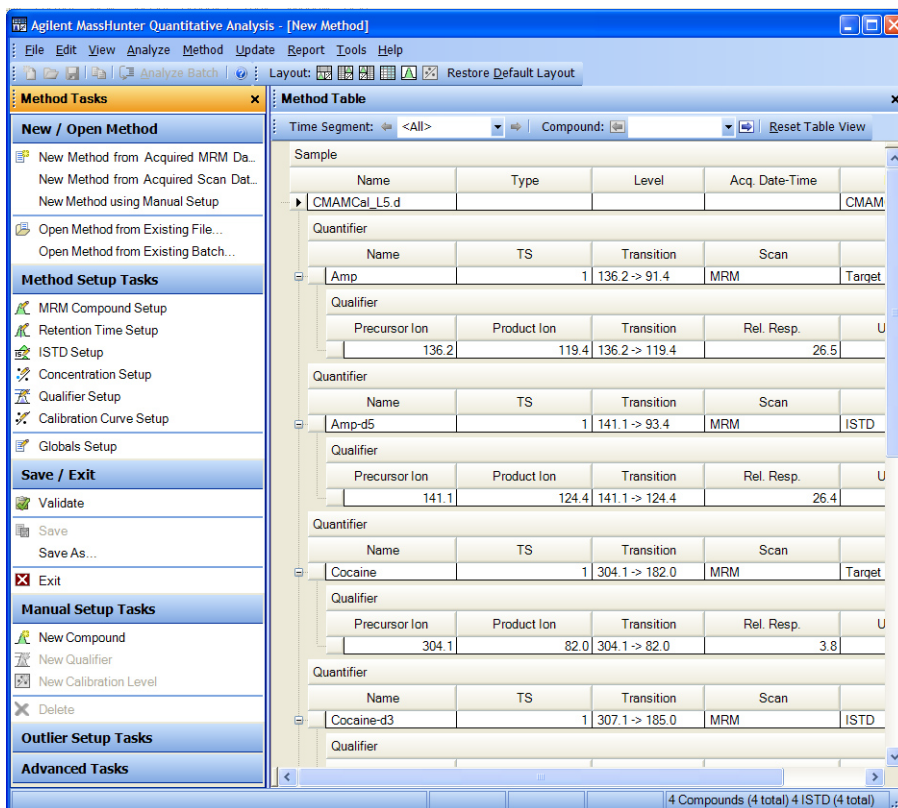 Agilent MassHunter Quantitative Analysis - [New Method]
File Edit View Analyze Method Update Report Tools Help
Analyze Batch Layout: Restore Default Layout
Method Tasks
New / Open Method
New Method from Acquired MRM Da...
New Method from Acquired Scan Dat...
New Method using Manual Setup
Open Method from Existing File...
Open Method from Existing Batch...
Method Setup Tasks
MRM Compound Setup
Retention Time Setup
ISTD Setup
Concentration Setup
Qualifier Setup
Calibration Curve Setup
Globals Setup
Save / Exit
Validate
Save
Save As...
Exit
Manual Setup Tasks
New Compound
New Qualifier
New Calibration Level
Delete
Outlier Setup Tasks
Advanced Tasks
Method Table
Time Segment: <All> Compound: Reset Table View
Sample
Name Type Level Acq. Date-Time
CMAMCal_L5.d CMAM
Quantifier
Name TS Transition Scan
Amp 1 136.2 -> 91.4 MRM Target
Qualifier
Precursor Ion Product Ion Transition Rel. Resp. U
136.2 119.4 136.2 -> 119.4 26.5
Quantifier
Name TS Transition Scan
Amp-d5 1 141.1 -> 93.4 MRM ISTD
Qualifier
Precursor Ion Product Ion Transition Rel. Resp. U
141.1 124.4 141.1 -> 124.4 26.4
Quantifier
Name TS Transition Scan
Cocaine 1 304.1 -> 182.0 MRM Target
Qualifier
Precursor Ion Product Ion Transition Rel. Resp. U
304.1 82.0 304.1 -> 82.0 3.8
Quantifier
Name TS Transition Scan
Cocaine-d3 1 307.1 -> 185.0 MRM ISTD
Qualifier
4 Compounds (4 total) 4 ISTD (4 total)